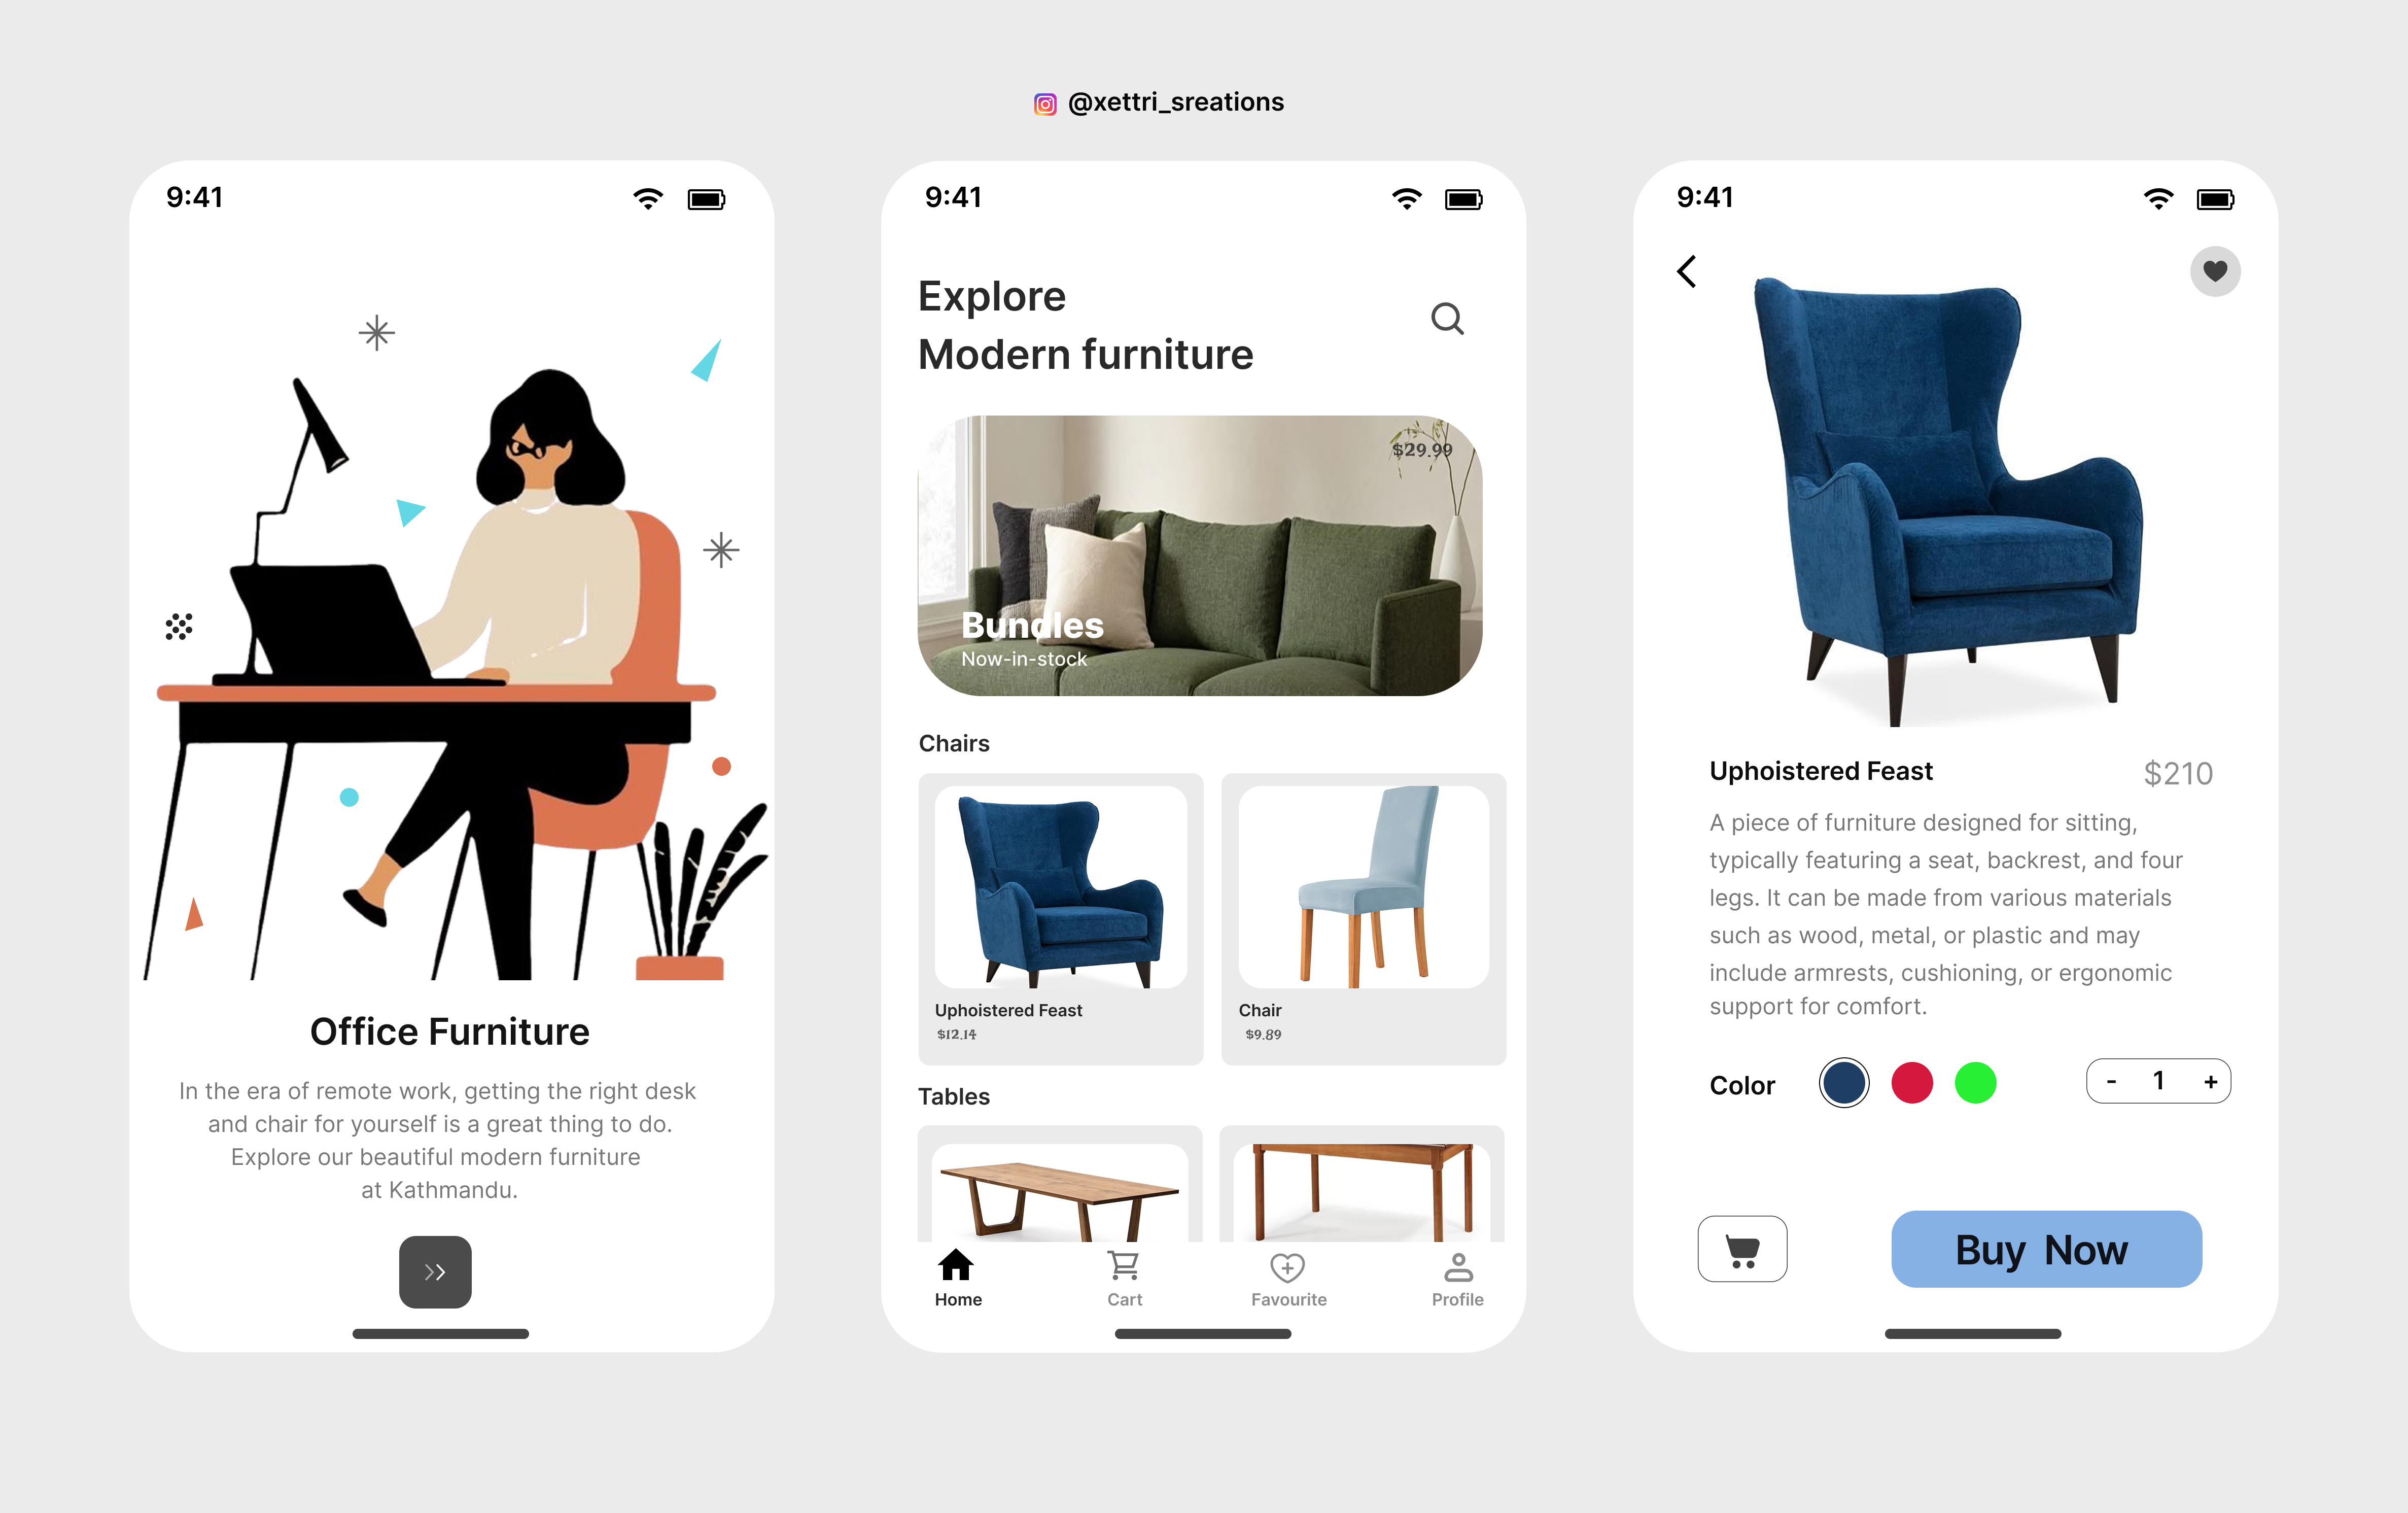 @xettri_sreations
9:41
Office Furniture
In the era of remote work, getting the right desk
and chair for yourself is a great thing to do.
Explore our beautiful modern furniture
at Kathmandu.
9:41
Explore
Modern furniture
$29.99
Bundles
Now-in-stock
Chairs
Uphoistered Feast
$12.14
Chair
$9.89
Tables
Home
Cart
Favourite
Profile
9:41
Uphoistered Feast
$210
A piece of furniture designed for sitting,
typically featuring a seat, backrest, and four
legs. It can be made from various materials
such as wood, metal, or plastic and may
include armrests, cushioning, or ergonomic
support for comfort.
Color
- 1 +
Buy Now